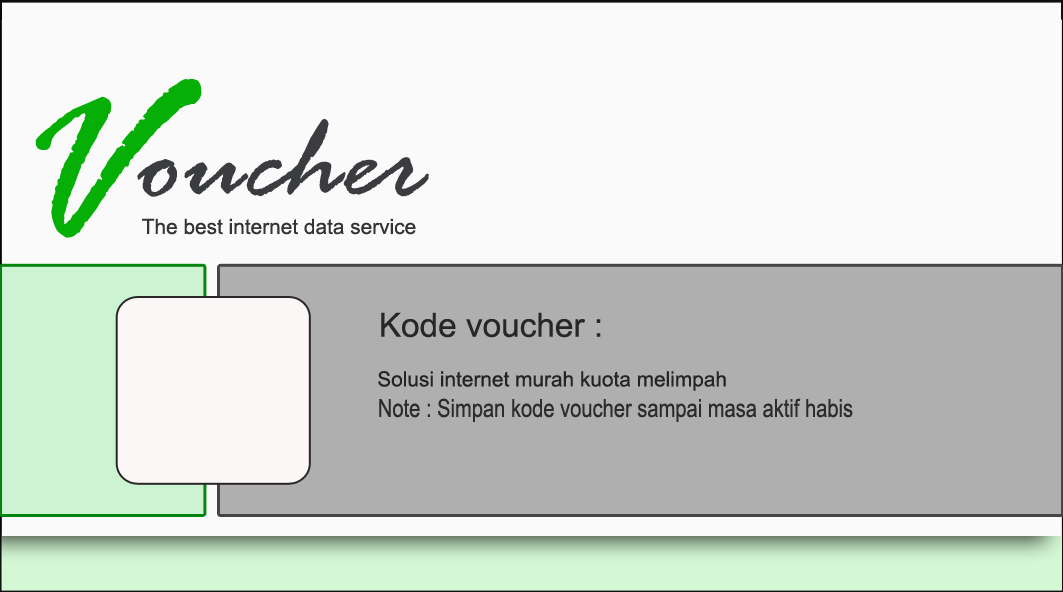 Voucher
The best internet data service
Kode voucher :
Solusi internet murah kuota melimpah
Note : Simpan kode voucher sampai masa aktif habis